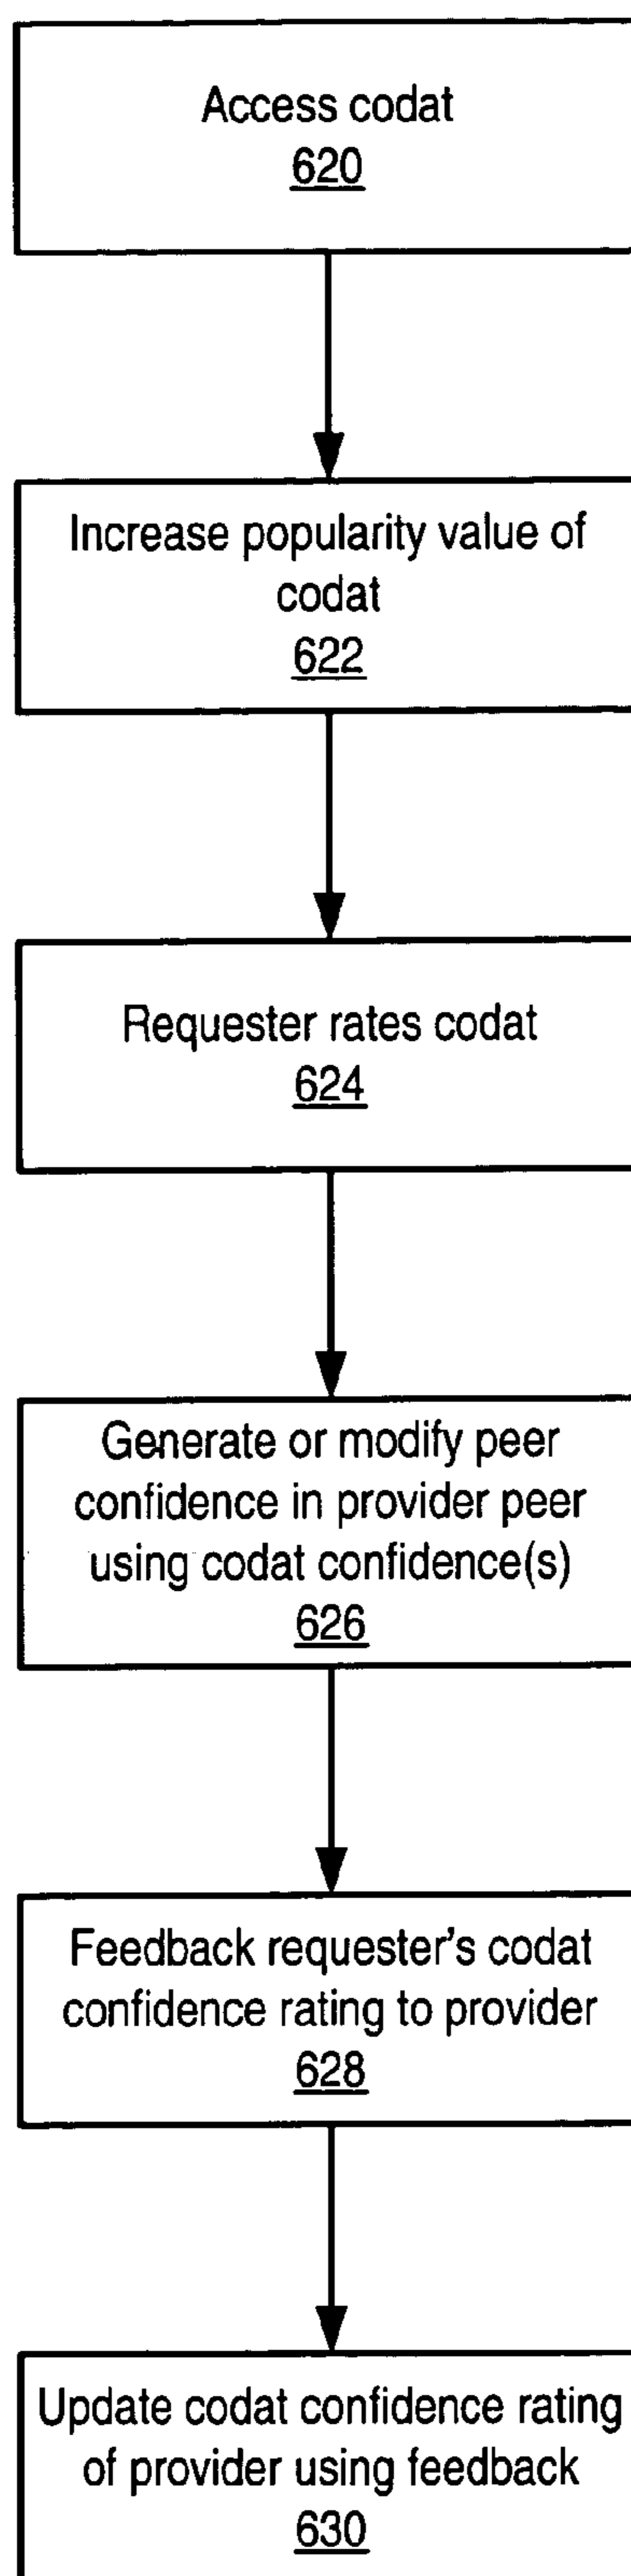 Access codat
620
Increase popularity value of
codat
622
Requester rates codat
624
Generate or modify peer
confidence in provider peer
using codat confidence(s)
626
Feedback requester's codat
confidence rating to provider
628
Update codat confidence rating
of provider using feedback
630